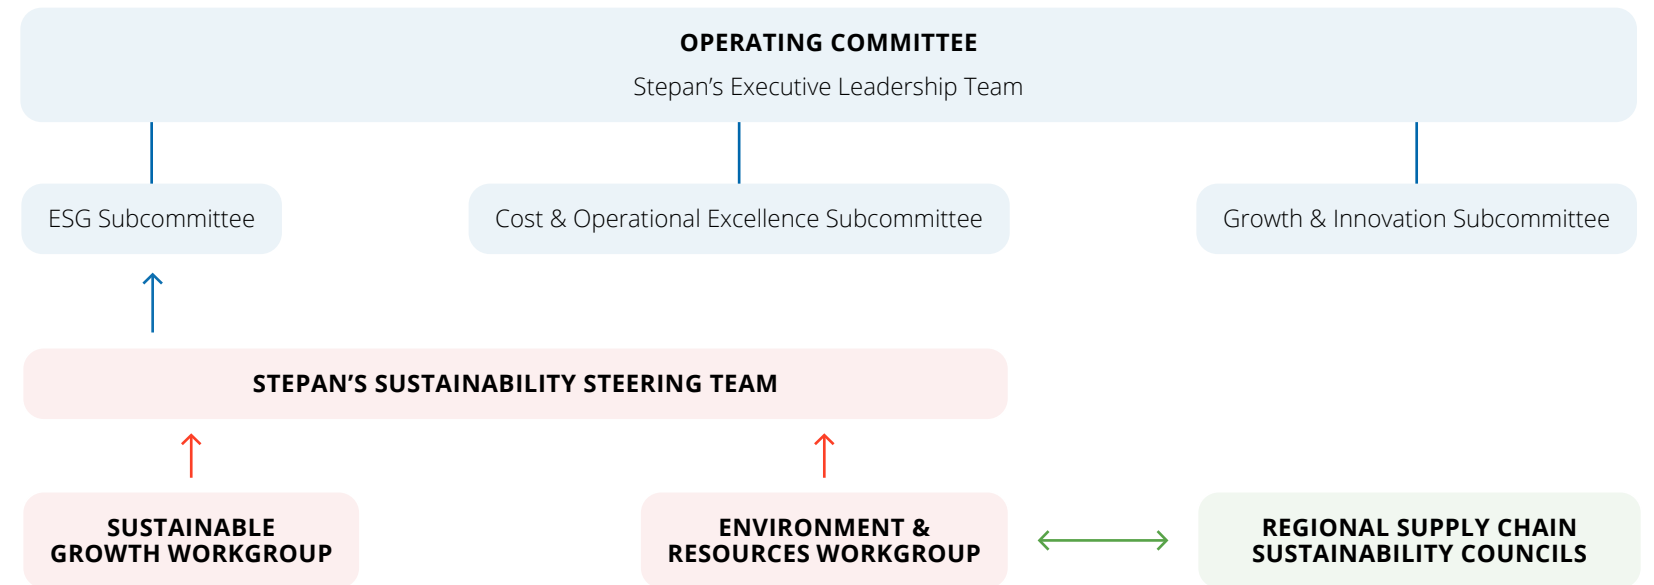 OPERATING COMMITTEE
Stepan’s Executive Leadership Team
ESG Subcommittee
Cost & Operational Excellence Subcommittee
Growth & Innovation Subcommittee
STEPAN’S SUSTAINABILITY STEERING TEAM
SUSTAINABLE
GROWTH WORKGROUP
ENVIRONMENT &
RESOURCES WORKGROUP
REGIONAL SUPPLY CHAIN
SUSTAINABILITY COUNCILS